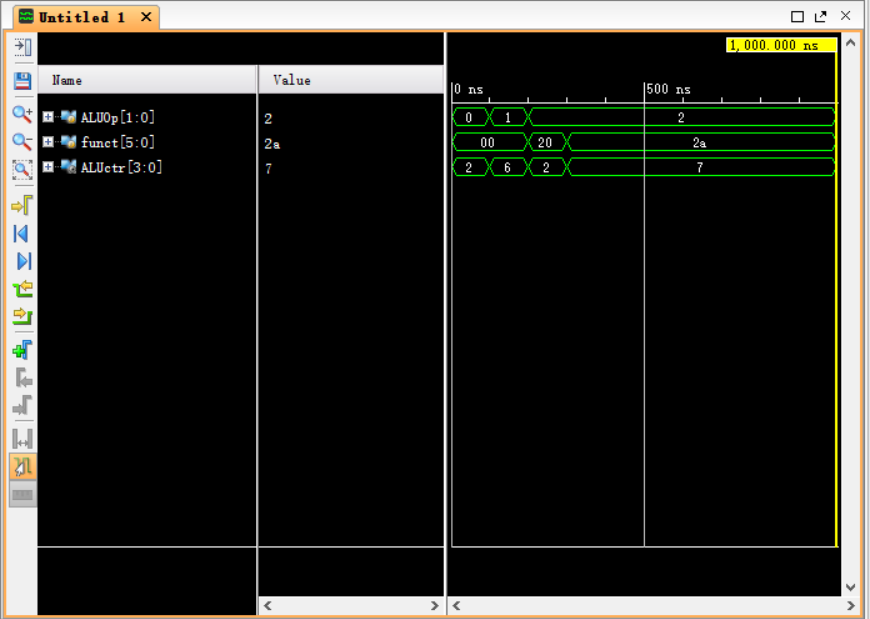 Untitled 1
1,000.000 ns
Name Value
0 ns 500 ns
ALUOp[1:0] 2 0 1 2
funct[5:0] 2a 00 20 2a
ALUctr[3:0] 7 2 6 2 7